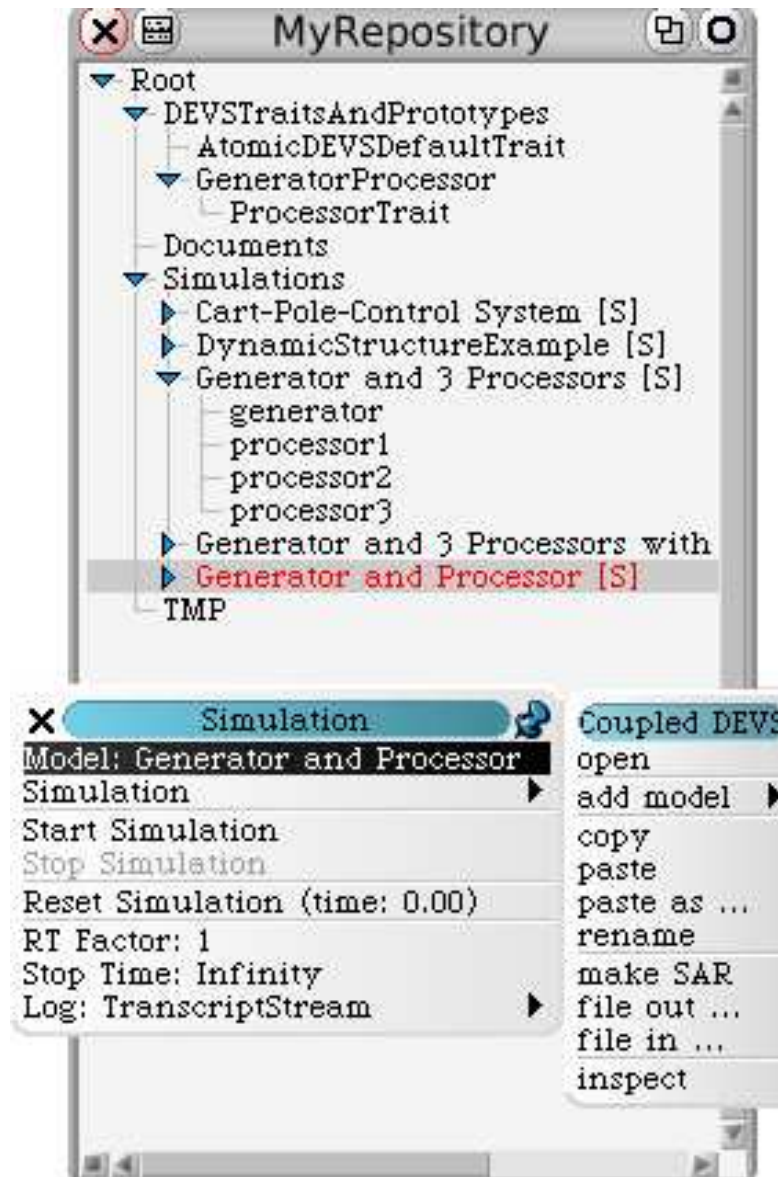 MyRepository
Root
DEVSTraitsAndPrototypes
AtomicDEVSDefaultTrait
GeneratorProcessor
ProcessorTrait
Documents
Simulations
Cart-Pole-Control System [S]
DynamicStructureExample [S]
Generator and 3 Processors [S]
generator
processor1
processor2
processor3
Generator and 3 Processors with
Generator and Processor [S]
TMP
Simulation
Model: Generator and Processor
Simulation
Start Simulation
Stop Simulation
Reset Simulation (time: 0.00)
RT Factor: 1
Stop Time: Infinity
Log: TranscriptStream
Coupled DEVS
open
add model
copy
paste
paste as ...
rename
make SAR
file out ...
file in ...
inspect